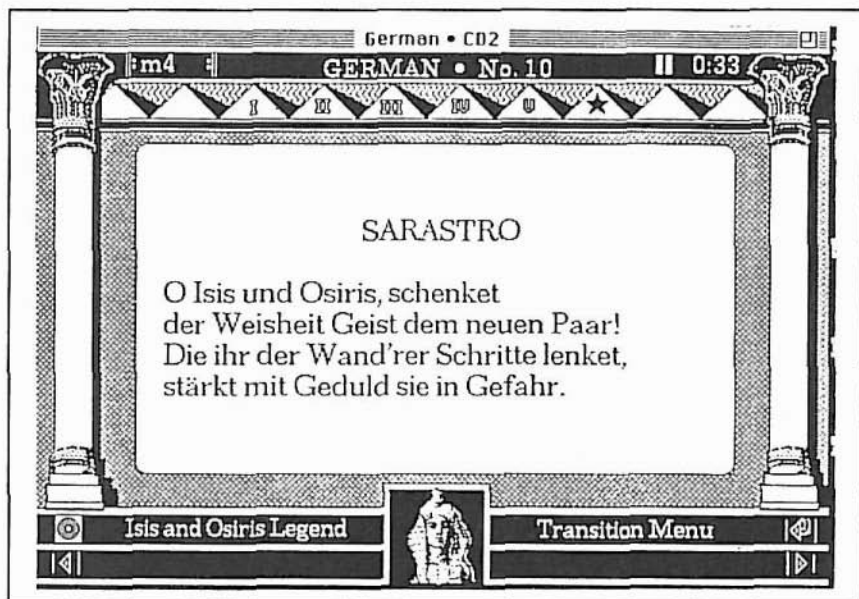 German • CD2
m4
GERMAN • No. 10
0:33
I II III IV V
SARASTRO
O Isis und Osiris, schenket
der Weisheit Geist dem neuen Paar!
Die ihr der Wand'rer Schritte lenket,
stärkt mit Geduld sie in Gefahr.
Isis and Osiris Legend
Transition Menu